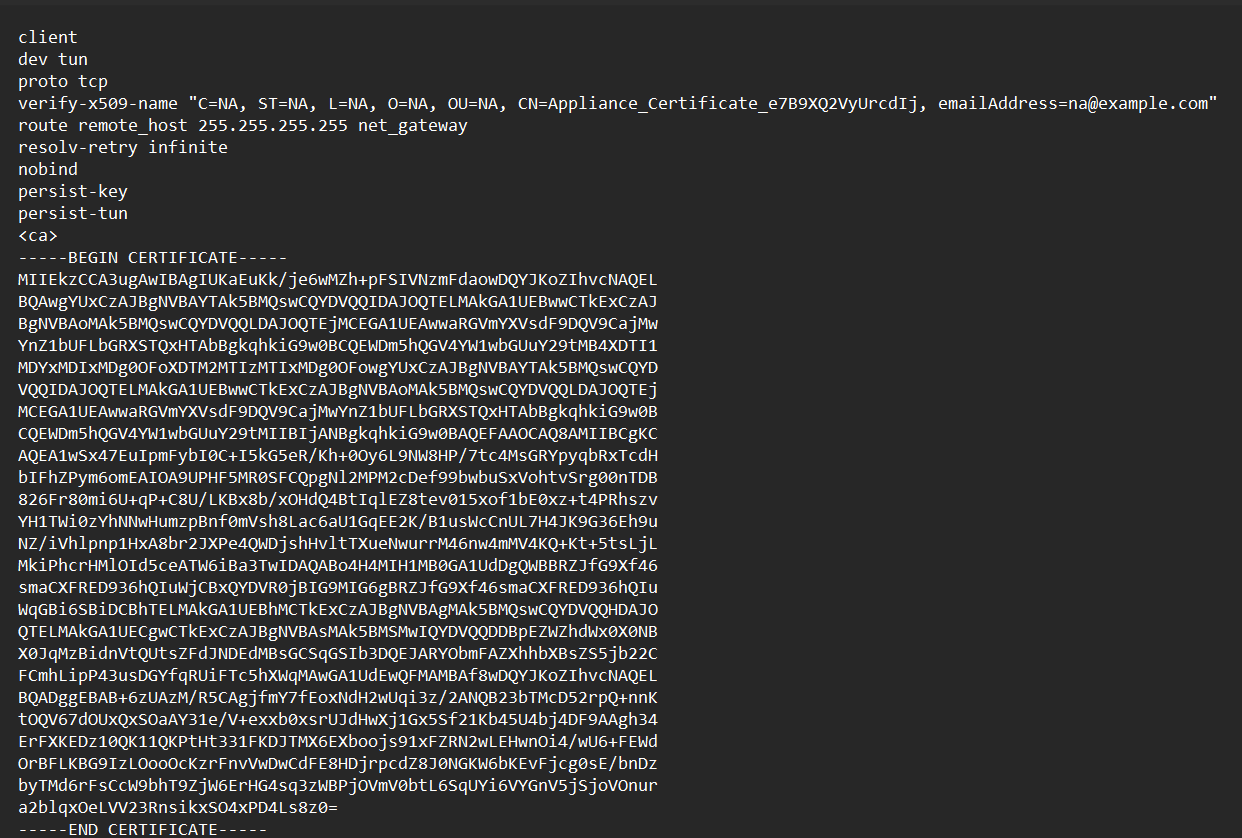 client
dev tun
proto tcp
verify-x509-name "C=NA, ST=NA, L=NA, O=NA, OU=NA, CN=Appliance_Certificate_e7B9XQ2VyUrcdIj, emailAddress=na@example.com"
route remote_host 255.255.255.255 net_gateway
resolv-retry infinite
nobind
persist-key
persist-tun
<ca>
-----BEGIN CERTIFICATE-----
MIIEkzCCA3ugAwIBAgIUKaEuKk/je6wMZh+pFSIVNzmFdaowDQYJKoZIhvcNAQEL
BQAwgYUxCzAJBgNVBAYTAk5BMQswCQYDVQQIDAJOQTELMAkGA1UEBwwCTkExCzAJ
BgNVBAoMAk5BMQswCQYDVQQLDAJOQTEjMCEGA1UEAwwaRGVmYXVsdF9DQV9CajMw
YnZ1bUFLbGRXSTQxHTAbBgkqhkiG9w0BCQEWDm5hQGV4YW1wbGUuY29tMB4XDTI1
MDYxMDIxMDg0OFoXDTM2MTIzMTIxMDg0OFowgYUxCzAJBgNVBAYTAk5BMQswCQYD
VQQIDAJOQTELMAkGA1UEBwwCTkExCzAJBgNVBAoMAk5BMQswCQYDVQQLDAJOQTEj
MCEGA1UEAwwaRGVmYXVsdF9DQV9CajMwYnZ1bUFLbGRXSTQxHTAbBgkqhkiG9w0B
CQEWDm5hQGV4YW1wbGUuY29tMIIBIjANBgkqhkiG9w0BAQEFAAOCAQ8AMIIBCgKC
AQEA1wSx47EuIpmFybI0C+I5kG5eR/Kh+0Oy6L9NW8HP/7tc4MsGRYpyqbRxTcdH
bIFhZPym6omEAIOA9UPHF5MR0SFCQpgNl2MPM2cDef99bwbuSxVohtvSrg00nTDB
826Fr80mi6U+qP+C8U/LKBx8b/xOHdQ4BtIqlEZ8tev015xof1bE0xz+t4PRhszv
YH1TWi0zYhNNwHumzpBnf0mVsh8Lac6aU1GqEE2K/B1usWcCnUL7H4JK9G36Eh9u
NZ/iVhlpnp1HxA8br2JXPe4QWDjshHvltTXueNwurrM46nw4mMV4KQ+Kt+5tsLjL
MkiPhcrHMlOId5ceATW6iBa3TwIDAQABo4H4MIH1MB0GA1UdDgQWBBRZJfG9Xf46
smaCXFRED936hQIuWjCBxQYDVR0jBIG9MIG6gBRZJfG9Xf46smaCXFRED936hQIu
WqGBi6SBiDCBhTELMAkGA1UEBhMCTkExCzAJBgNVBAgMAk5BMQswCQYDVQQHDAJO
QTELMAkGA1UECgwCTkExCzAJBgNVBAsMAk5BMSMwIQYDVQQDDBpEZWZhdWx0X0NB
X0JqMzBidnVtQUtsZFdJNDEdMBsGCSqGSIb3DQEJARYObmFAZXhhbXBsZS5jb22C
FCmhLipP43usDGYfqRUiFTc5hXWqMAwGA1UdEwQFMAMBAf8wDQYJKoZIhvcNAQEL
BQADggEBAB+6zUAzM/R5CAgjfmY7fEoxNdH2wUqi3z/2ANQB23bTMcD52rpQ+nnK
tOQV67dOUxQxSOaAY31e/V+exxb0xsrUJdHwXj1Gx5Sf21Kb45U4bj4DF9AAgh34
ErFXKEDz10QK11QKPtHt331FKDJTMX6EXboojs91xFZRN2wLEHwnOi4/wU6+FEWd
OrBFLKBG9IzLOooOcKzrFnvVwDwCdFE8HDjrpcdZ8J0NGKW6bKEvFjcg0sE/bnDz
byTMd6rFsCcW9bhT9ZjW6ErHG4sq3zWBPjOVmV0btL6SqUYi6VYGnV5jSjoVOnur
a2blqxOeLVV23RnsikxSO4xPD4Ls8z0=
-----END CERTIFICATE-----